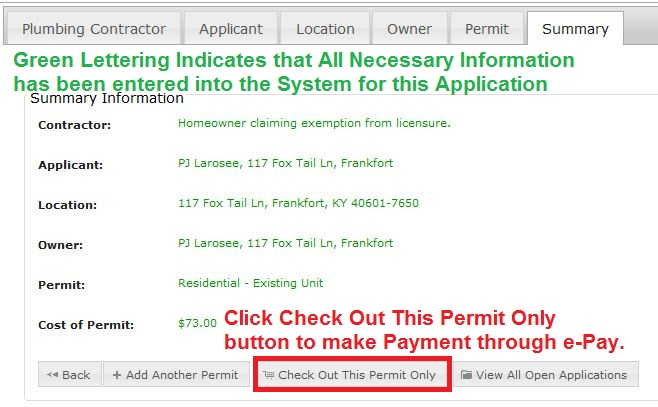 Plumbing Contractor Applicant Location Owner Permit Summary
Green Lettering Indicates that All Necessary Information
has been entered into the System for this Application
Summary Information
Contractor: Homeowner claiming exemption from licensure.
Applicant: PJ Larosee, 117 Fox Tail Ln, Frankfort
Location: 117 Fox Tail Ln, Frankfort, KY 40601-7650
Owner: PJ Larosee, 117 Fox Tail Ln, Frankfort
Permit: Residential - Existing Unit
Cost of Permit: $73.00 Click Check Out This Permit Only
button to make Payment through e-Pay.
Back + Add Another Permit Check Out This Permit Only View All Open Applications